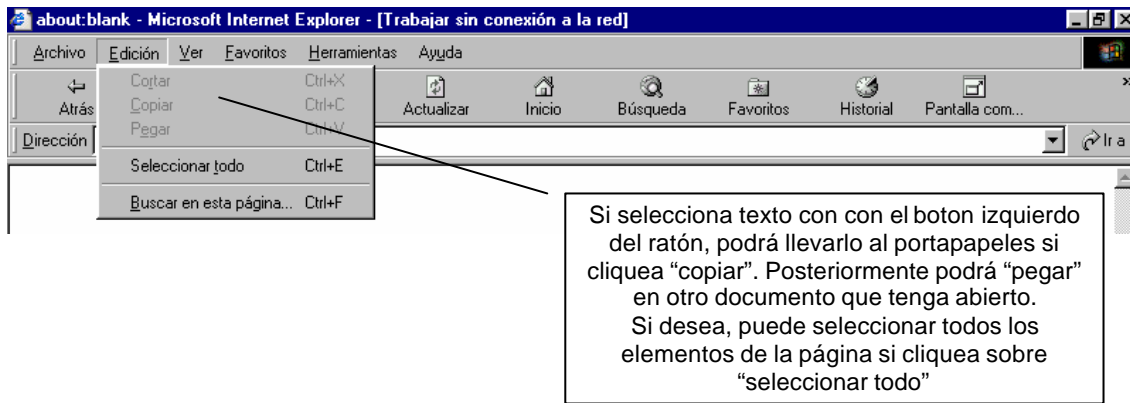 about:blank - Microsoft Internet Explorer - [Trabajar sin conexión a la red]
Archivo Edición Ver Favoritos Herramientas Ayuda
Atrás Actualizar Inicio Búsqueda Favoritos Historial Pantalla com... »
Dirección Ir a
Cortar Ctrl+X
Copiar Ctrl+C
Pegar Ctrl+V
Seleccionar todo Ctrl+E
Buscar en esta página... Ctrl+F
Si selecciona texto con con el boton izquierdo
del ratón, podrá llevarlo al portapapeles si
cliquea “copiar”. Posteriormente podrá “pegar”
en otro documento que tenga abierto.
Si desea, puede seleccionar todos los
elementos de la página si cliquea sobre
“seleccionar todo”